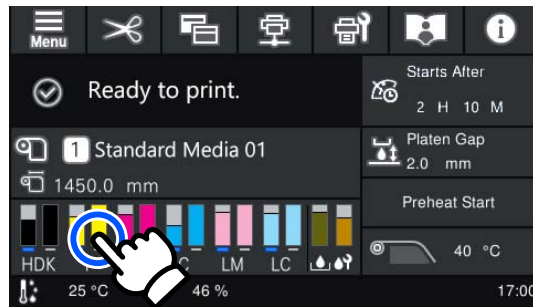 Menu
Ready to print.
Starts After
2 H 10 M
1 Standard Media 01
1450.0 mm
Platen Gap
2.0 mm
Preheat Start
HDK
LM
LC
40 °C
25 °C
46 %
17:00